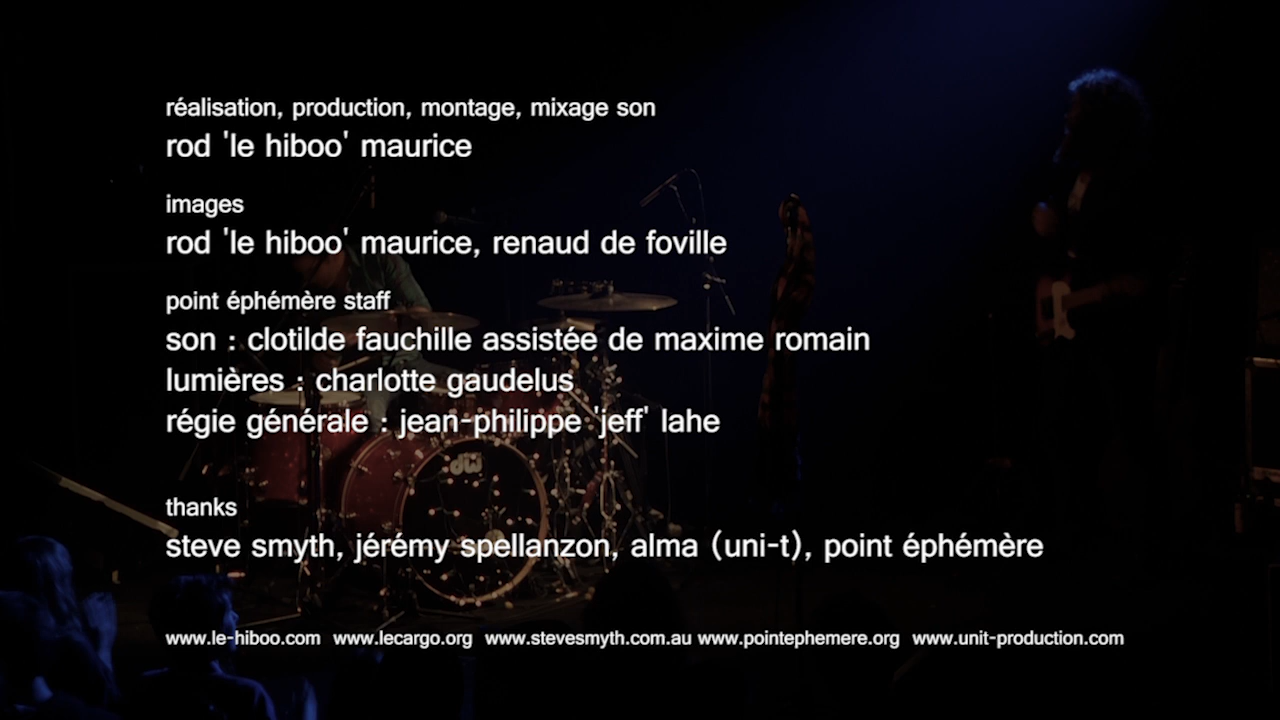 réalisation, production, montage, mixage son
rod 'le hiboo' maurice
images
rod 'le hiboo' maurice, renaud de foville
point éphémère staff
son : clotilde fauchille assistée de maxime romain
lumières : charlotte gaudelus
régie générale : jean-philippe 'jeff' lahe
dw
thanks
steve smyth, jérémy spellanzon, alma (uni-t), point éphémère
www.le-hiboo.com www.lecargo.org www.stevesmyth.com.au www.pointephemere.org www.unit-production.com